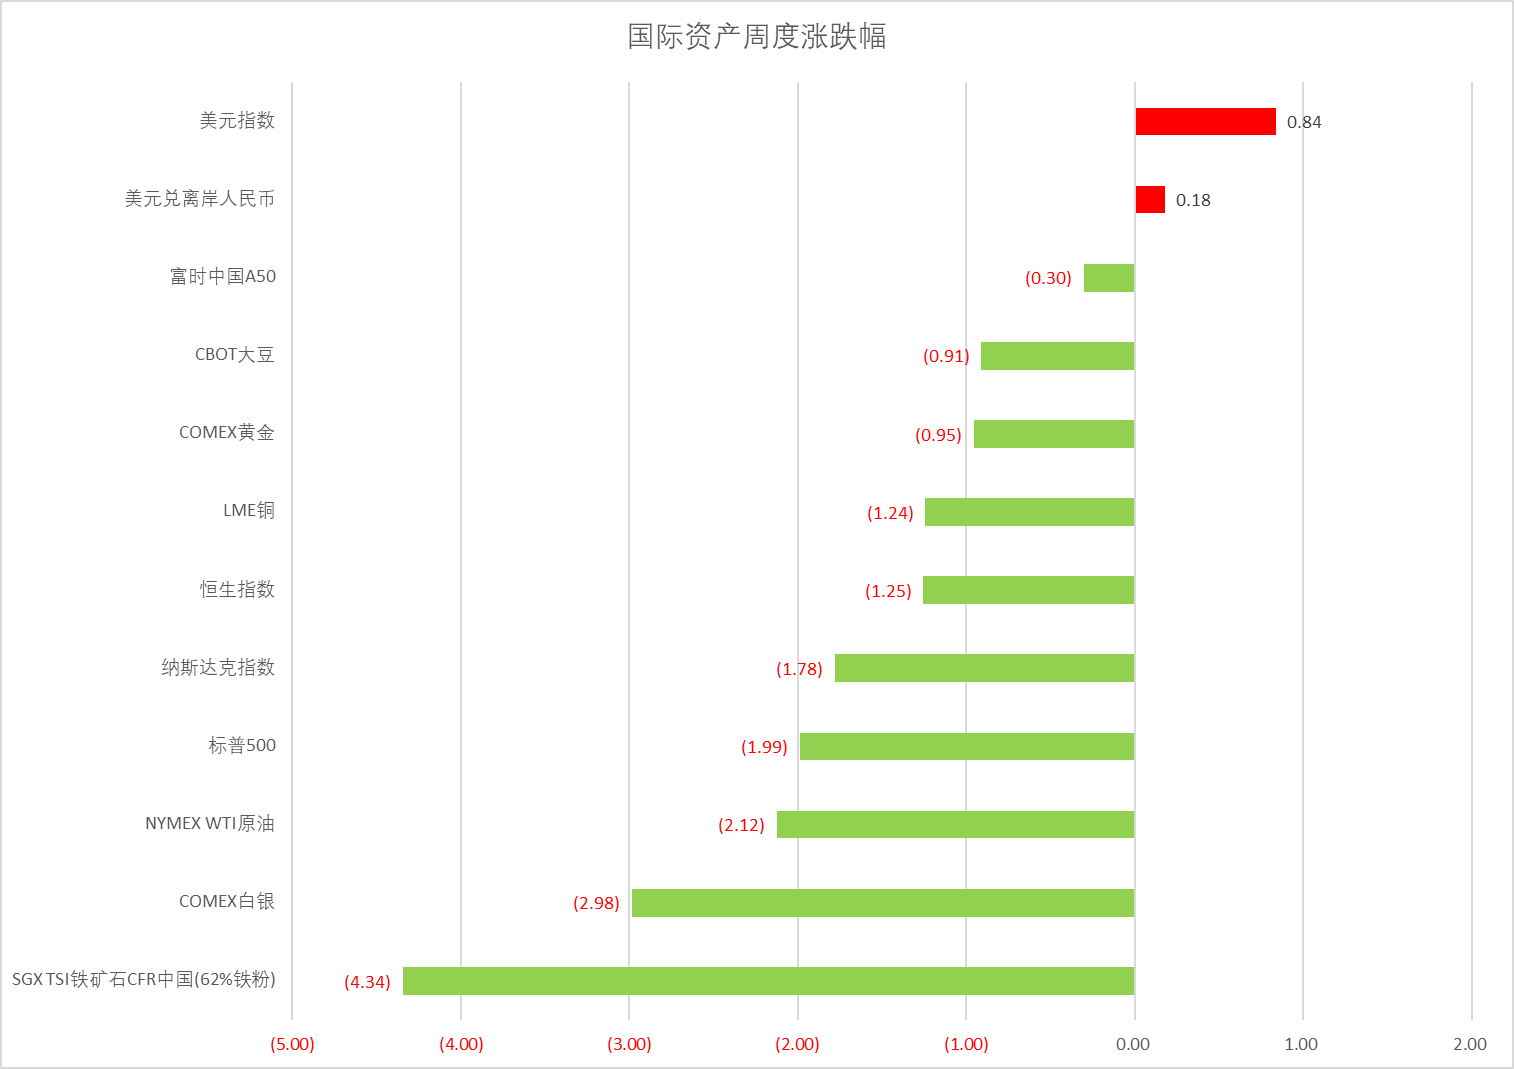 国际资产周度涨跌幅
美元指数 0.84
美元兑离岸人民币 0.18
富时中国A50 (0.30)
CBOT大豆 (0.91)
COMEX黄金 (0.95)
LME铜 (1.24)
恒生指数 (1.25)
纳斯达克指数 (1.78)
标普500 (1.99)
NYMEX WTI原油 (2.12)
COMEX白银 (2.98)
SGX TSI铁矿石CFR中国(62%铁粉) (4.34)
(5.00) (4.00) (3.00) (2.00) (1.00) 0.00 1.00 2.00